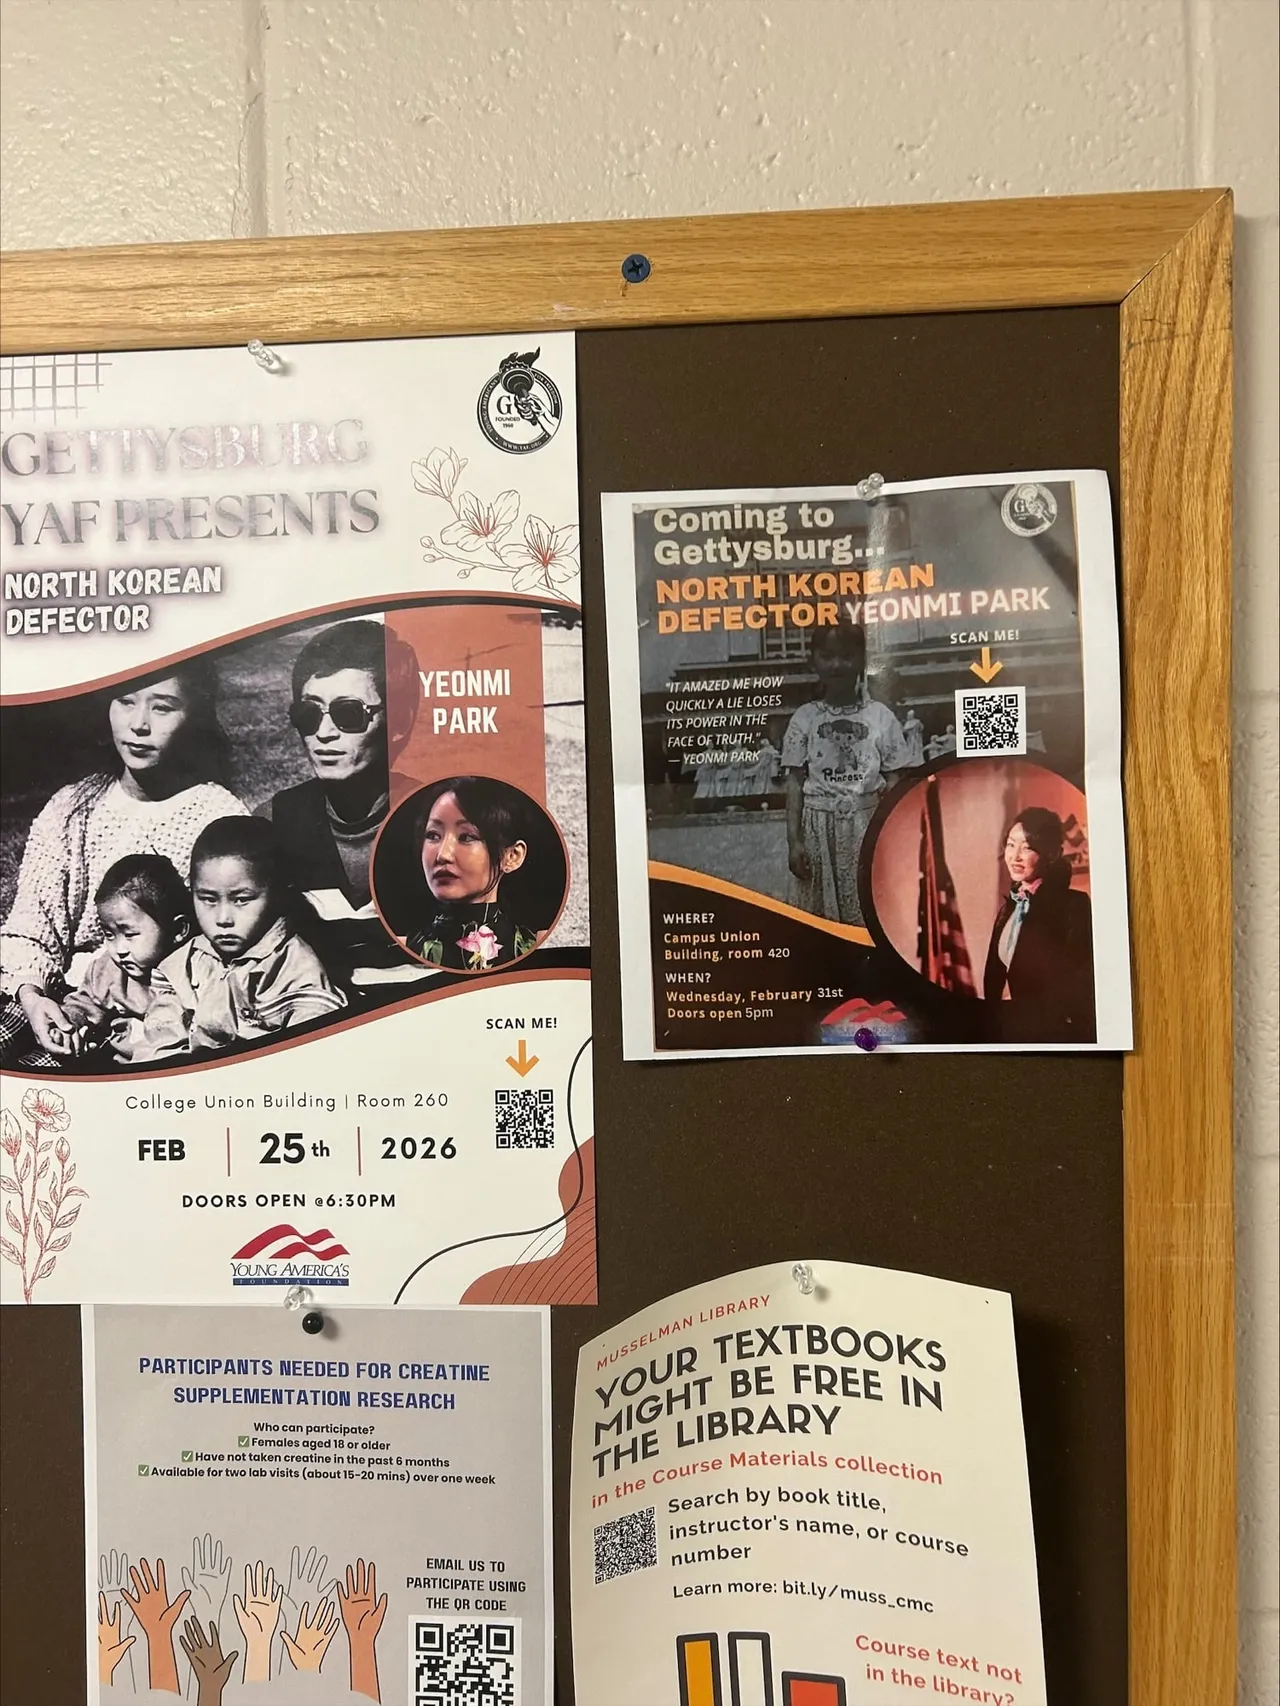 GETTYSBURG
YAF PRESENTS
NORTH KOREAN
DEFECTOR
G
FOUNDED
1960
YEONMI
PARK
SCAN ME!
College Union Building | Room 260
FEB | 25th | 2026
DOORS OPEN @6:30PM
YOUNG AMERICA'S
FOUNDATION
Coming to
Gettysburg...
NORTH KOREAN
DEFECTOR YEONMI PARK
SCAN ME!
"IT AMAZED ME HOW
QUICKLY A LIE LOSES
ITS POWER IN THE
FACE OF TRUTH."
— YEONMI PARK
Princess
WHERE?
Campus Union
Building, room 420
WHEN?
Wednesday, February 31st
Doors open 5pm
PARTICIPANTS NEEDED FOR CREATINE
SUPPLEMENTATION RESEARCH
Who can participate?
✅ Females aged 18 or older
✅ Have not taken creatine in the past 6 months
✅ Available for two lab visits (about 15-20 mins) over one week
EMAIL US TO
PARTICIPATE USING
THE QR CODE
MUSSELMAN LIBRARY
YOUR TEXTBOOKS
MIGHT BE FREE IN
THE LIBRARY
in the Course Materials collection
Search by book title,
instructor's name, or course
number
Learn more: bit.ly/muss_cmc
Course text not
in the library?